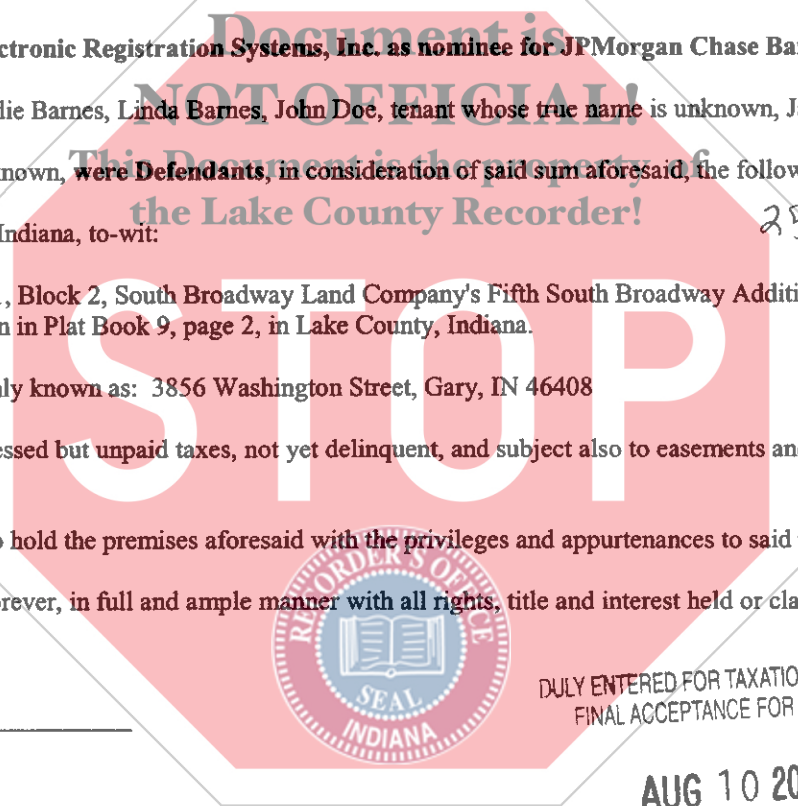 Document is
ctronic Registration Systems, Inc. as nominee for JPMorgan Chase Ba
NOT OFFICIAL!
die Barnes, Linda Barnes, John Doe, tenant whose true name is unknown, J
This Document is the property of
nown, were Defendants, in consideration of said sum aforesaid, the follow
the Lake County Recorder!
Indiana, to-wit:
, Block 2, South Broadway Land Company's Fifth South Broadway Additi
n in Plat Book 9, page 2, in Lake County, Indiana.
ly known as: 3856 Washington Street, Gary, IN 46408
STOP
essed but unpaid taxes, not yet delinquent, and subject also to easements an
o hold the premises aforesaid with the privileges and appurtenances to said
rever, in full and ample manner with all rights, title and interest held or cla
RECORDER'S OFFICE
SEAL
INDIANA
DULY ENTERED FOR TAXATIO
FINAL ACCEPTANCE FOR
AUG 10 20